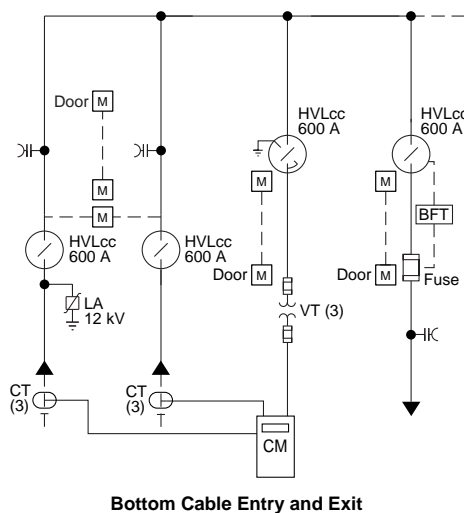 HVLcc
600 A
HVLcc
600 A
Door
M
M
M
M
M
BFT
HVLcc
600 A
HVLcc
600 A
Door
M
Door
M
Fuse
LA
12 kV
VT (3)
CT
(3)
CT
(3)
CM
Bottom Cable Entry and Exit